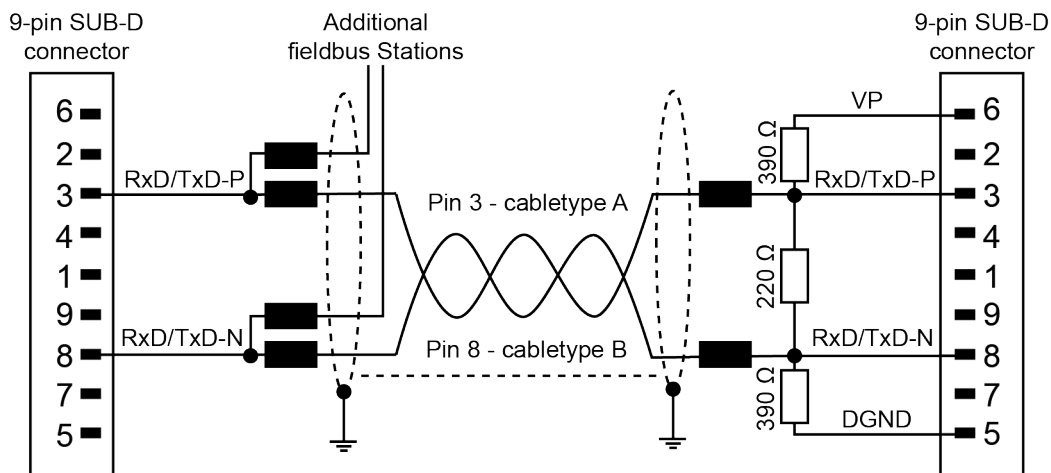 9-pin SUB-D
connector
Additional
fieldbus Stations
9-pin SUB-D
connector
6
2
3
4
1
9
8
7
5
RxD/TxD-P
RxD/TxD-N
Pin 3 - cabletype A
Pin 8 - cabletype B
VP
390 Ω
RxD/TxD-P
220 Ω
RxD/TxD-N
390 Ω
DGND
6
2
3
4
1
9
8
7
5